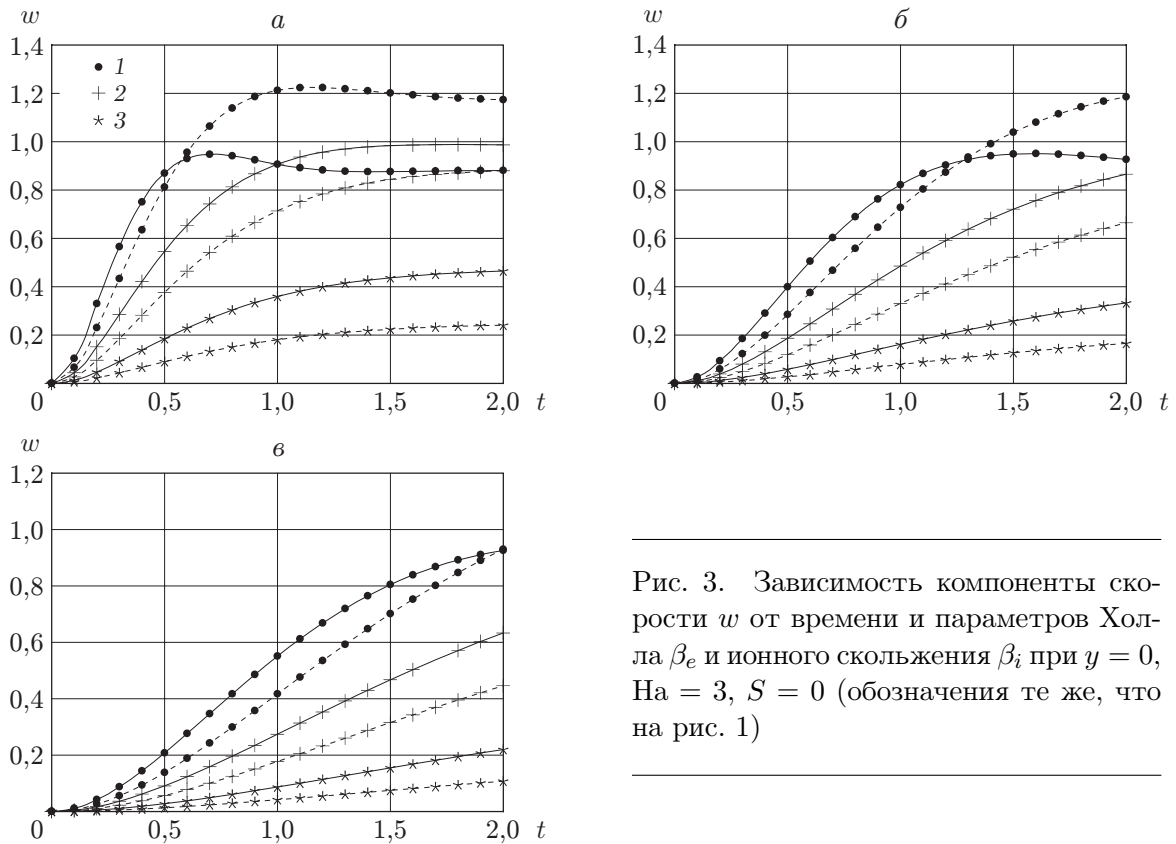 w
а
1,4
1,2
1,0
0,8
0,6
0,4
0,2
0
0,5
1,0
1,5
2,0
t
1
2
3
w
б
1,4
1,2
1,0
0,8
0,6
0,4
0,2
0
0,5
1,0
1,5
2,0
t
w
в
1,2
1,0
0,8
0,6
0,4
0,2
0
0,5
1,0
1,5
2,0
t
Рис. 3. Зависимость компоненты ско-
рости w от времени и параметров Хол-
ла βe и ионного скольжения βi при y = 0,
На = 3, S = 0 (обозначения те же, что
на рис. 1)